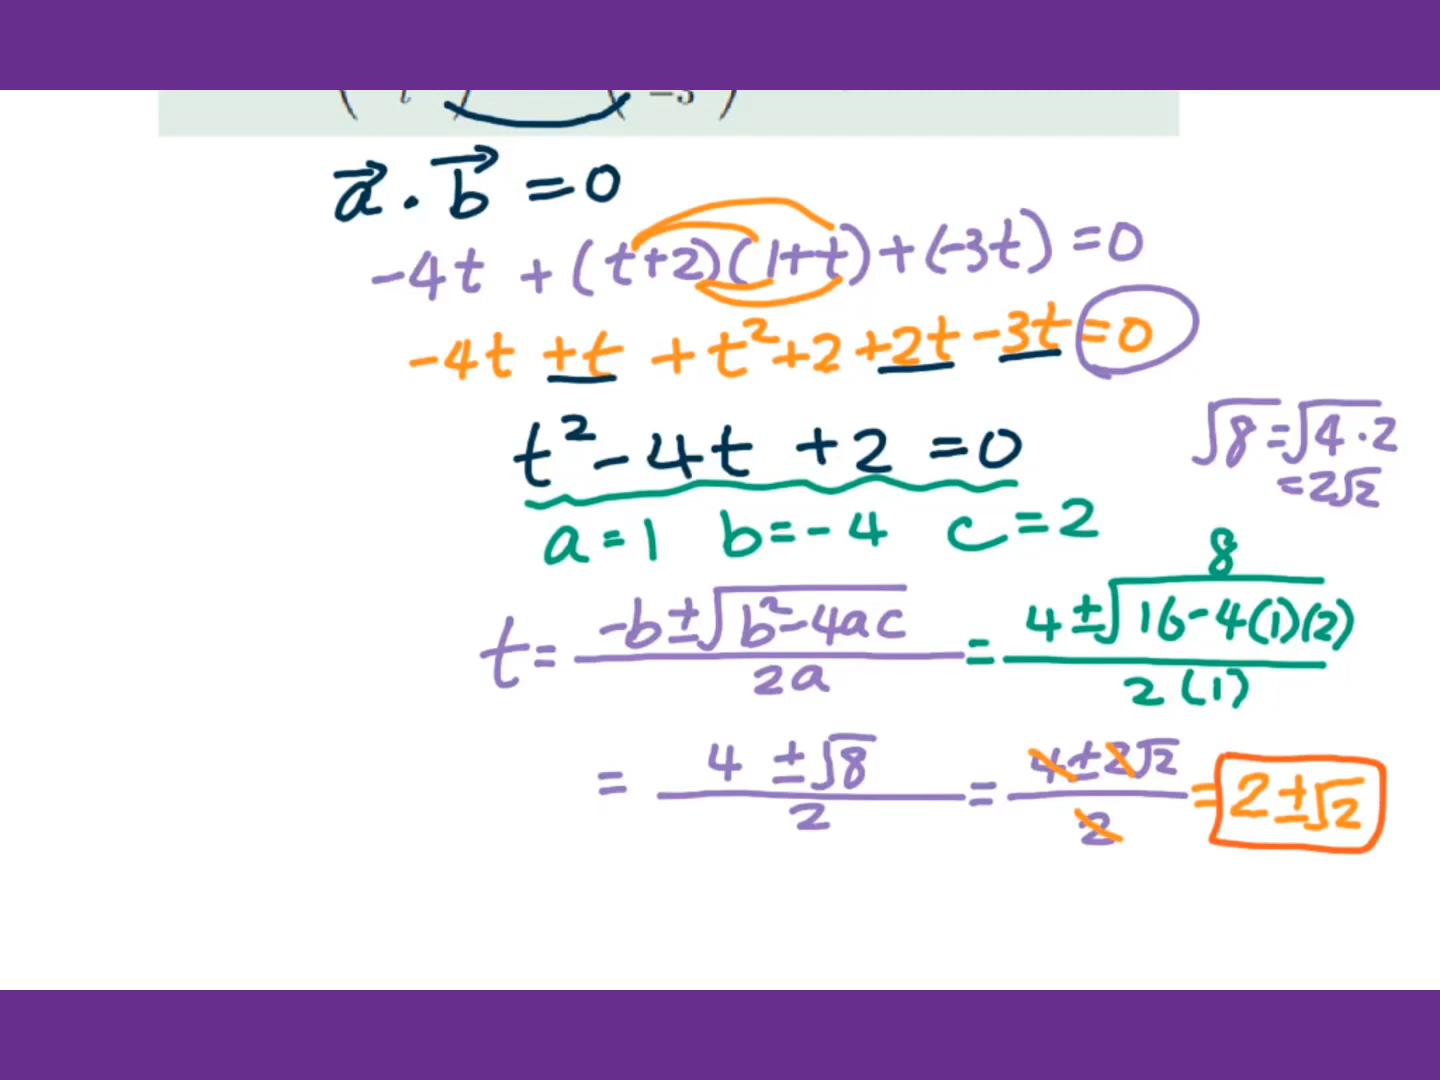 t -3
a⃗ · b⃗ = 0
-4t + (t+2)(1+t) + (-3t) = 0
-4t +t + t² +2 +2t -3t = 0
t² - 4t + 2 = 0
√8 = √4·2
= 2√2
a = 1 b = -4 c = 2
8
t = (-b ± √b² - 4ac)/2a = (4 ± √16 - 4(1)(2))/2(1)
= (4 ± √8)/2 = (4 ± 2√2)/2 = 2 ± √2